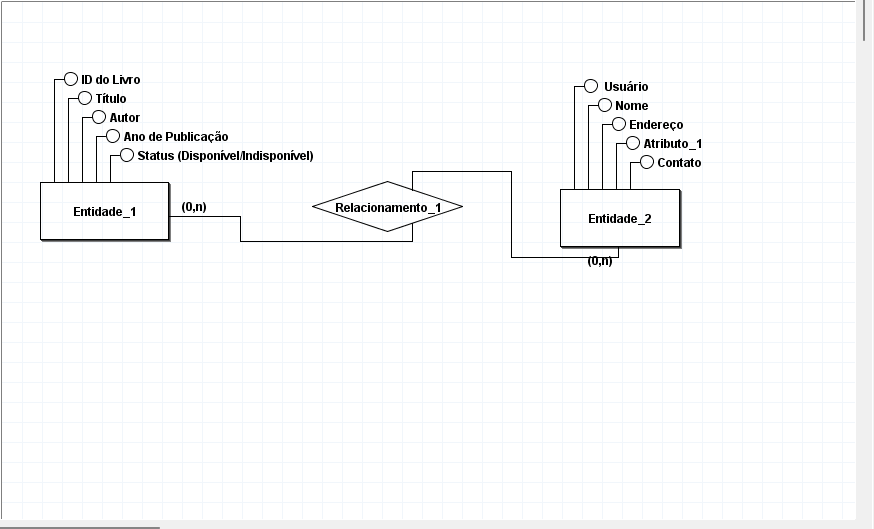 ID do Livro
Título
Autor
Ano de Publicação
Status (Disponível/Indisponível)
Entidade_1
(0,n)
Relacionamento_1
Usuário
Nome
Endereço
Atributo_1
Contato
Entidade_2
(0,n)